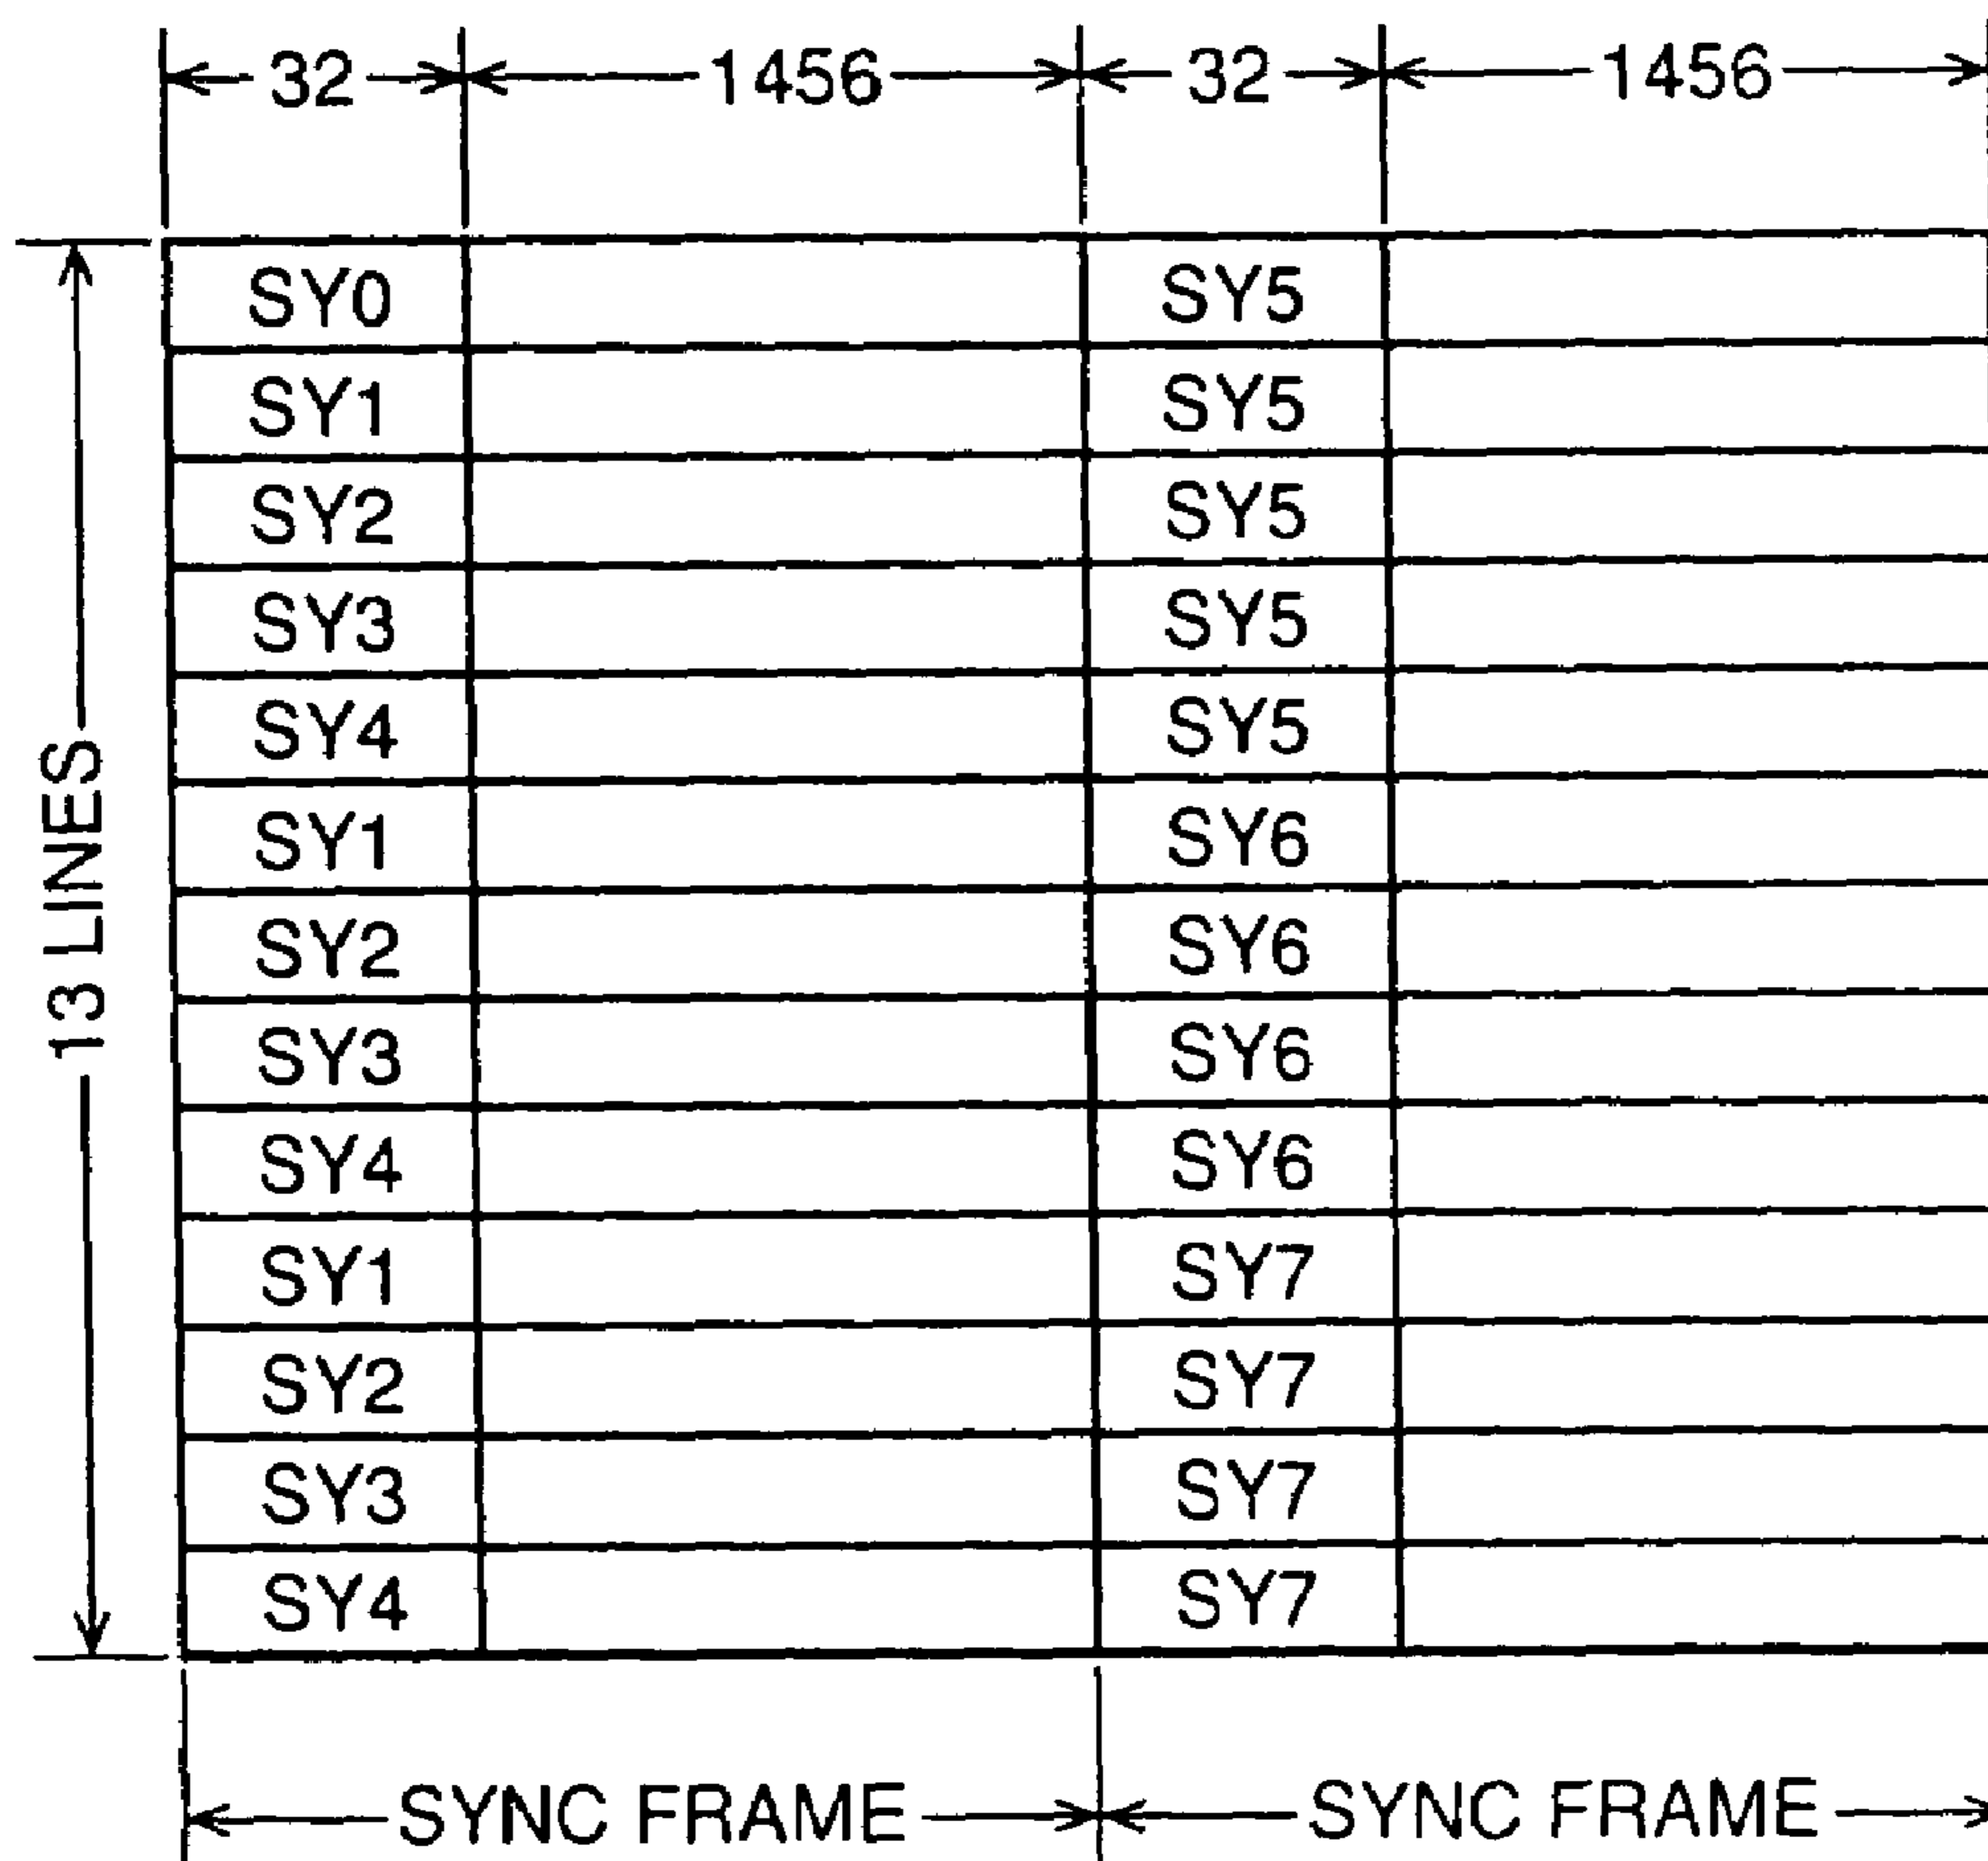 32 1456 32 1456
SY0 SY5
SY1 SY5
SY2 SY5
SY3 SY5
SY4 SY5
SY1 SY6
SY2 SY6
SY3 SY6
SY4 SY6
SY1 SY7
SY2 SY7
SY3 SY7
SY4 SY7
13 LINES
SYNC FRAME SYNC FRAME